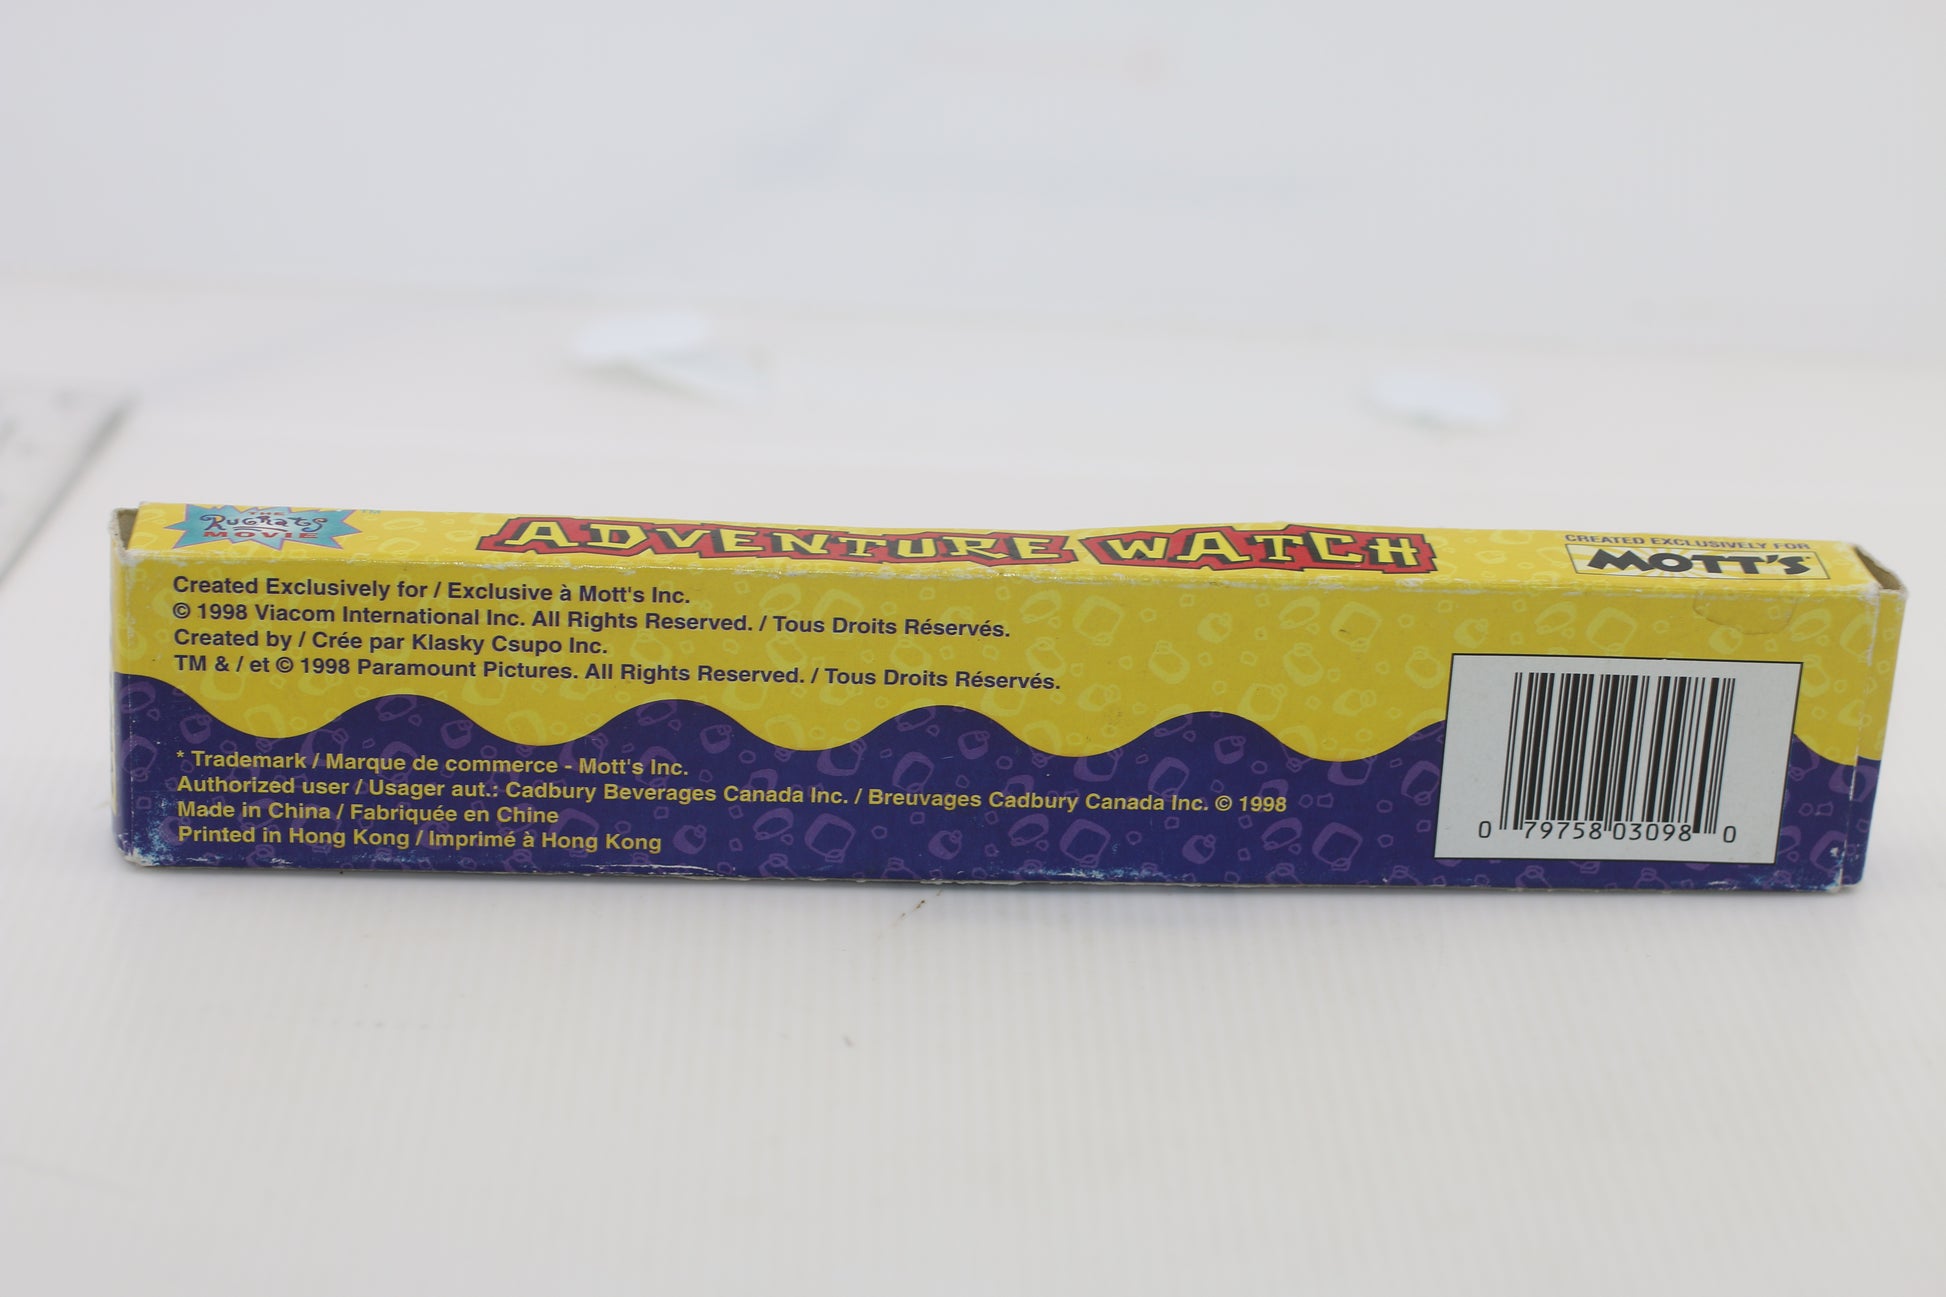 THE
RUGRATS
MOVIE
TM
ADVENTURE WATCH
CREATED EXCLUSIVELY FOR
MOTT'S
Created Exclusively for / Exclusive à Mott's Inc.
© 1998 Viacom International Inc. All Rights Reserved. / Tous Droits Réservés.
Created by / Crée par Klasky Csupo Inc.
TM & / et © 1998 Paramount Pictures. All Rights Reserved. / Tous Droits Réservés.
* Trademark / Marque de commerce - Mott's Inc.
Authorized user / Usager aut.: Cadbury Beverages Canada Inc. / Breuvages Cadbury Canada Inc. © 1998
Made in China / Fabriquée en Chine
Printed in Hong Kong / Imprimé à Hong Kong
0 79758 03098 0